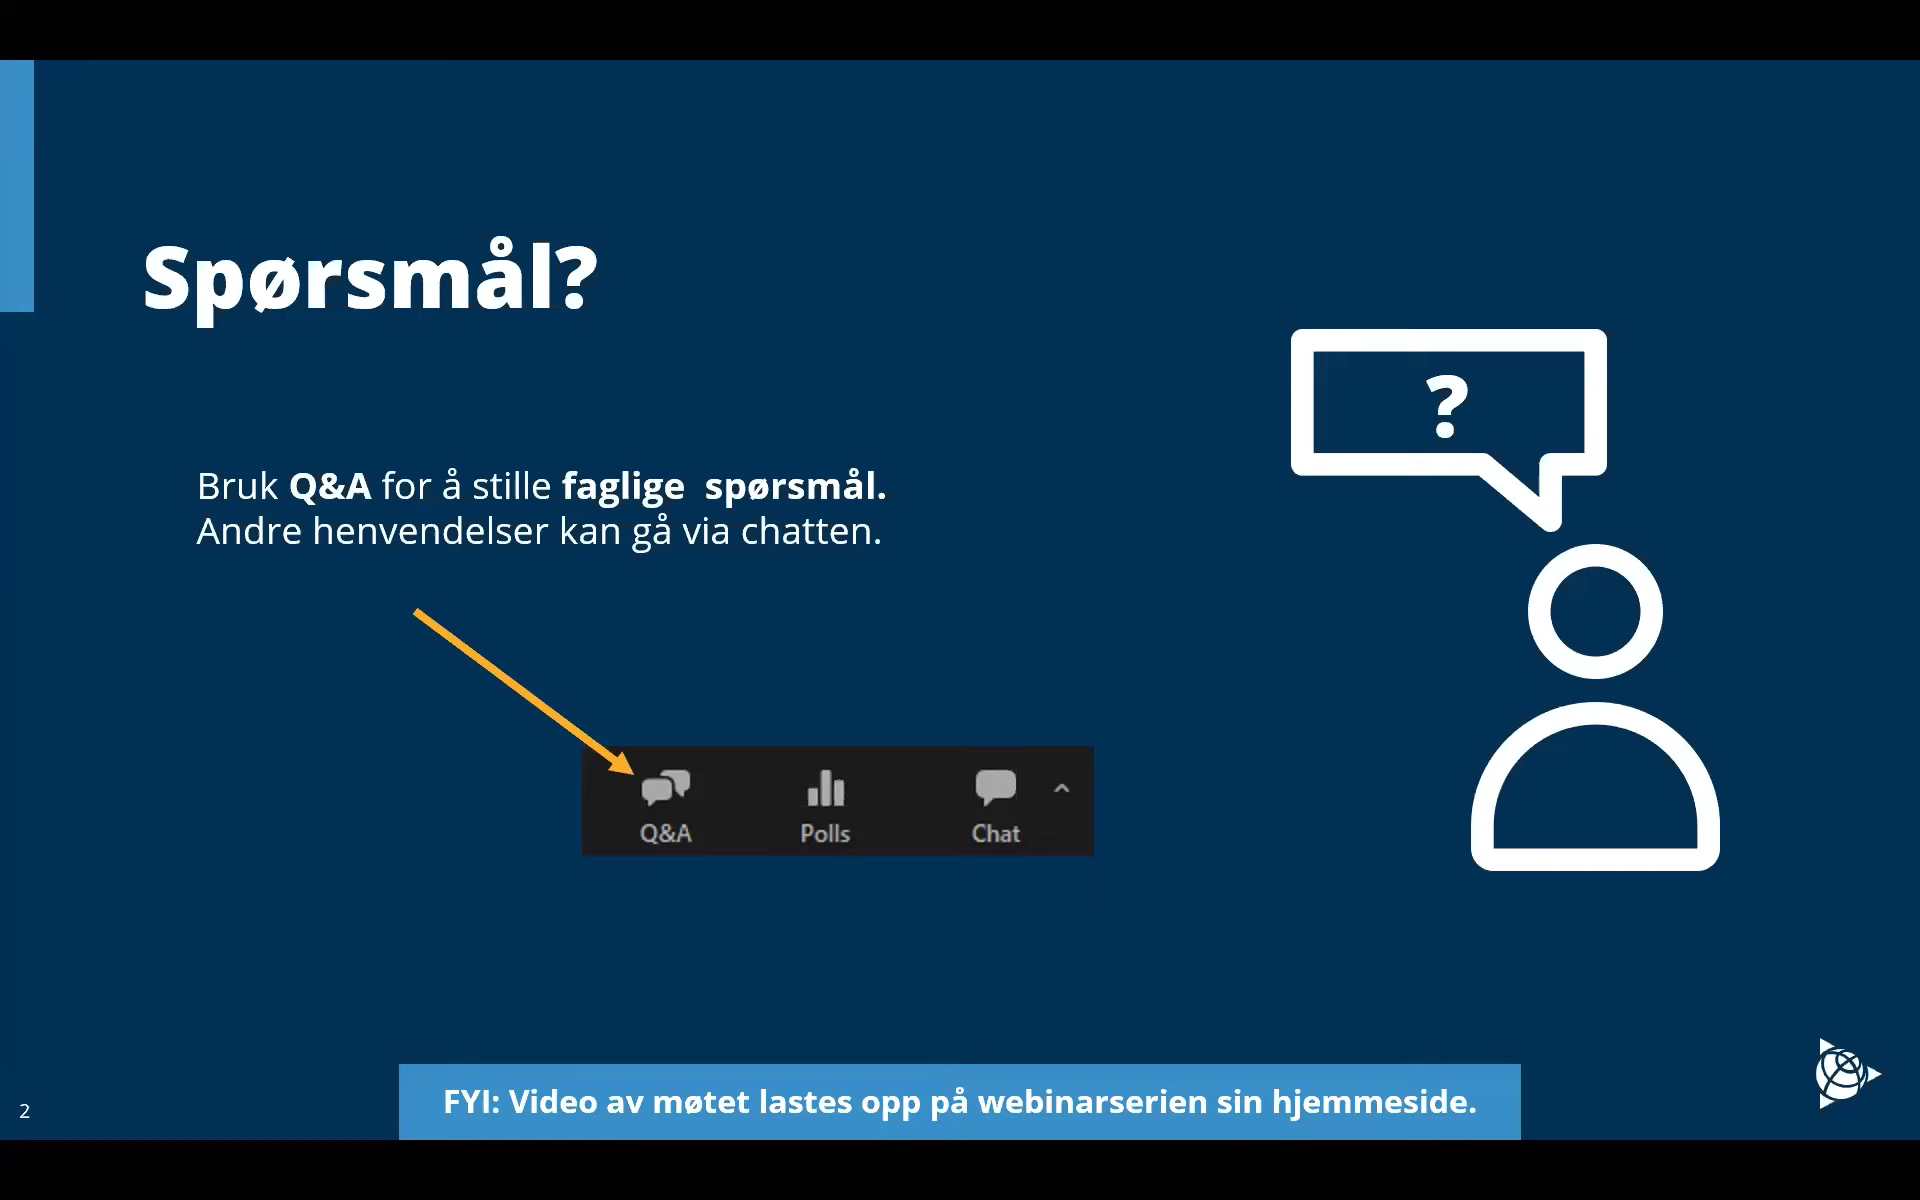 Spørsmål?
?
Bruk Q&A for å stille faglige  spørsmål.
Andre henvendelser kan gå via chatten.
Q&A
Polls
Chat
FYI: Video av møtet lastes opp på webinarserien sin hjemmeside.
2